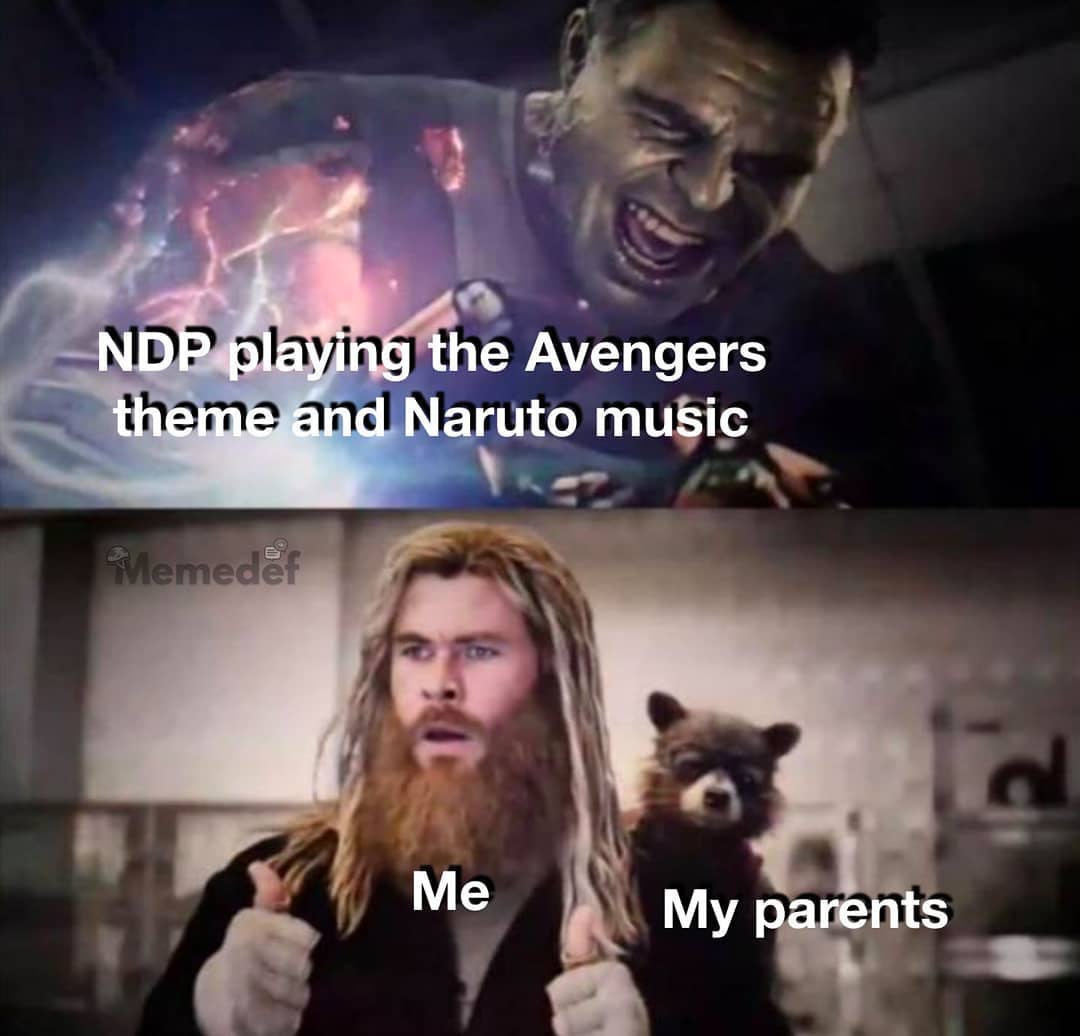 NDP playing the Avengers
theme and Naruto music
Memedef
Me
My parents